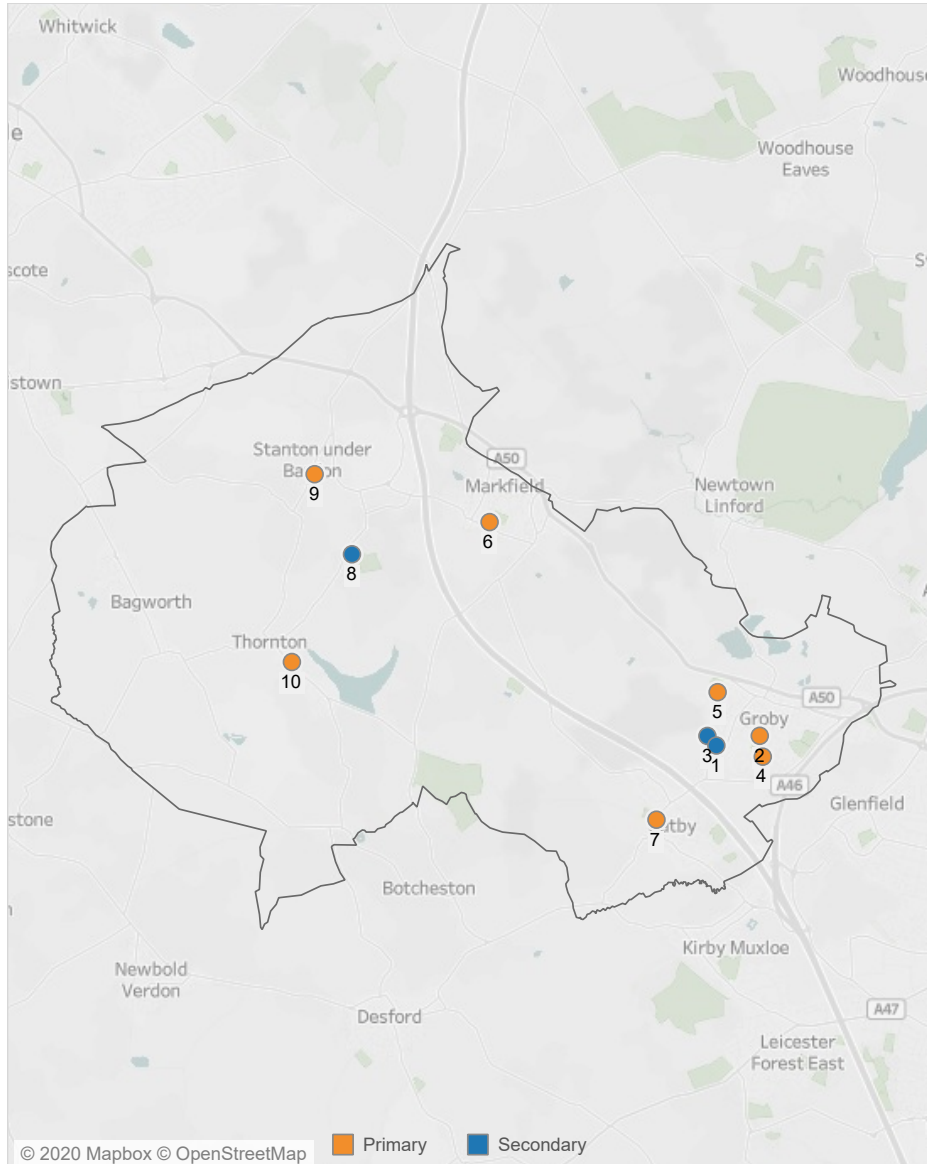 Whitwick
Woodhouse
e
Woodhouse
Eaves
scote
S
stown
Stanton under
Ba on
9
A50
Markfield
6
Newtown
Linford
8
Bagworth
Thornton
10
5
A50
Groby
3
1
2
4
A46
Glenfield
stone
atby
7
Botcheston
Kirby Muxloe
Newbold
Verdon
Desford
A47
Leicester
Forest East
© 2020 Mapbox © OpenStreetMap
Primary
Secondary